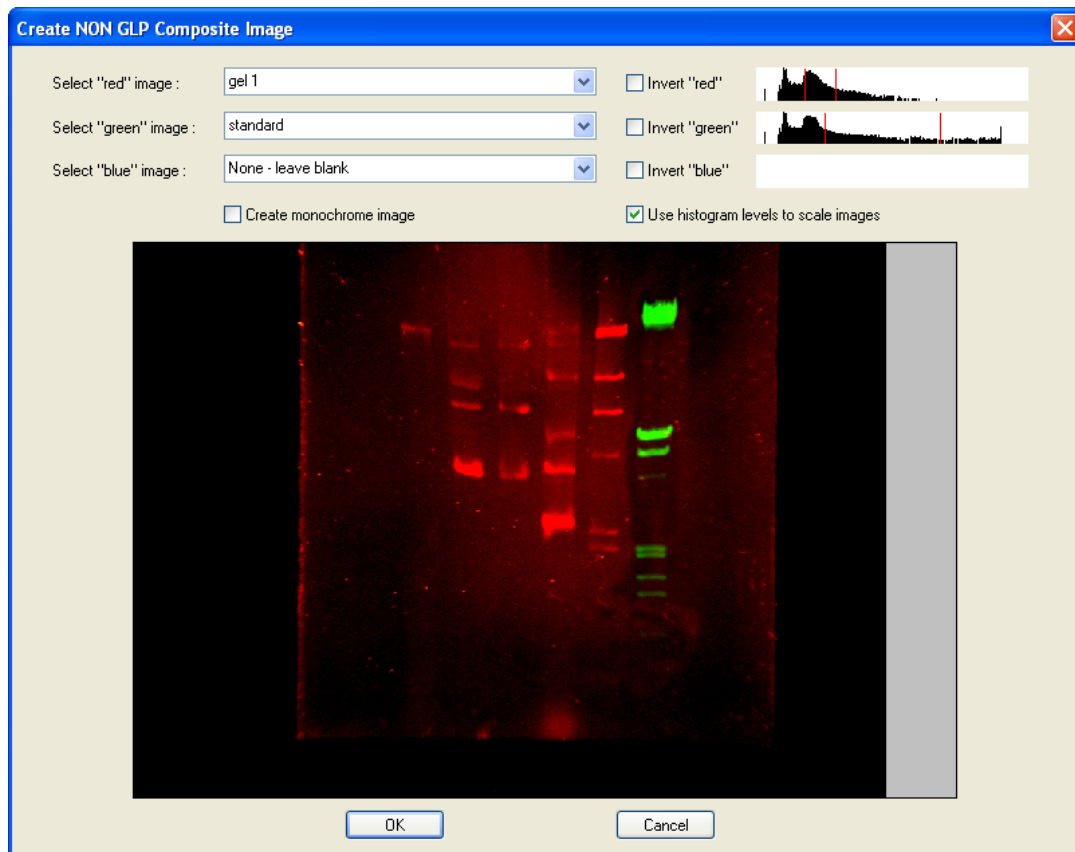 Create NON GLP Composite Image
Select "red" image : gel 1 Invert "red"
Select "green" image : standard Invert "green"
Select "blue" image : None - leave blank Invert "blue"
Create monochrome image Use histogram levels to scale images
OK Cancel